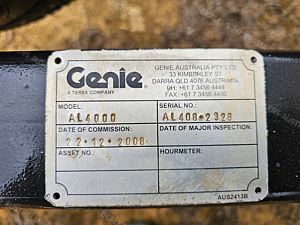 Genie
A TEREX COMPANY
GENIE AUSTRALIA PTY LTD
33 KIMBERLEY ST
DARRA QLD 4076 AUSTRALIA
PH: +61 7 3456 4444
FAX: +61 7 3456 4400
MODEL:
AL4000
SERIAL NO.:
AL408-2328
DATE OF COMMISSION:
22-12-2008
DATE OF MAJOR INSPECTION:
ASSET NO.:
HOURMETER:
AUS2413B